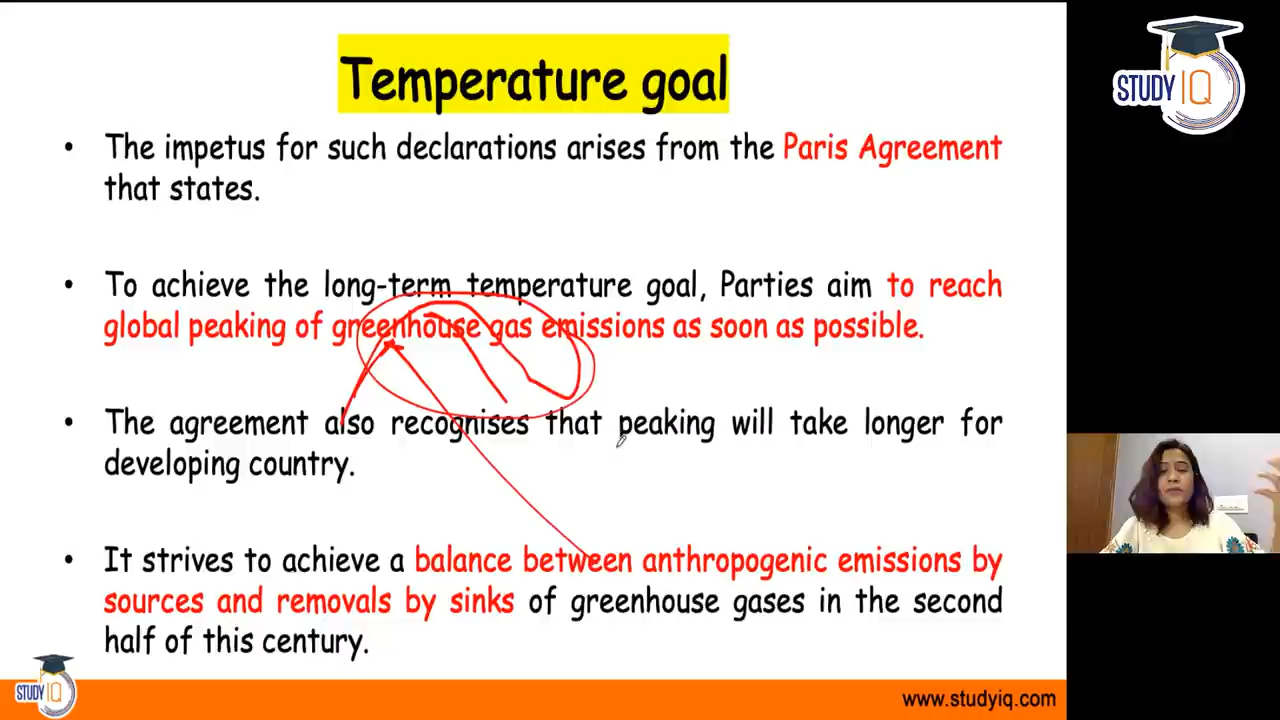 Temperature goal
STUDY IQ
• The impetus for such declarations arises from the Paris Agreement
that states.
• To achieve the long-term temperature goal, Parties aim to reach
global peaking of greenhouse gas emissions as soon as possible.
• The agreement also recognises that peaking will take longer for
developing country.
• It strives to achieve a balance between anthropogenic emissions by
sources and removals by sinks of greenhouse gases in the second
half of this century.
STUDY IQ
www.studyiq.com